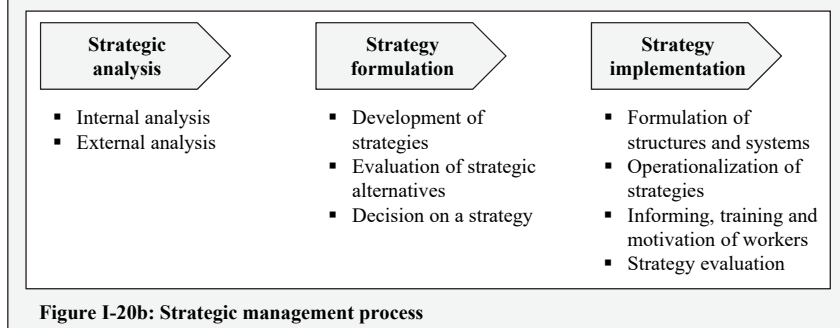 Strategic
analysis
▪ Internal analysis
▪ External analysis
Strategy
formulation
▪ Development of
strategies
▪ Evaluation of strategic
alternatives
▪ Decision on a strategy
Strategy
implementation
▪ Formulation of
structures and systems
▪ Operationalization of
strategies
▪ Informing, training and
motivation of workers
▪ Strategy evaluation
Figure I-20b: Strategic management process